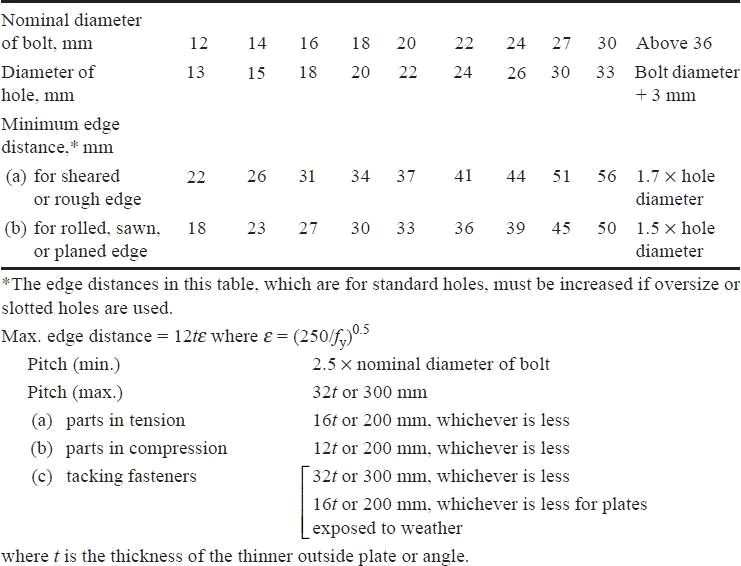 Nominal diameter
of bolt, mm 12 14 16 18 20 22 24 27 30 Above 36
Diameter of 13 15 18 20 22 24 26 30 33 Bolt diameter
hole, mm + 3 mm
Minimum edge
distance,* mm
(a) for sheared 22 26 31 34 37 41 44 51 56 1.7 × hole
or rough edge diameter
(b) for rolled, sawn, 18 23 27 30 33 36 39 45 50 1.5 × hole
or planed edge diameter
*The edge distances in this table, which are for standard holes, must be increased if oversize or
slotted holes are used.
Max. edge distance = 12tε where ε = (250/fy)0.5
Pitch (min.) 2.5 × nominal diameter of bolt
Pitch (max.) 32t or 300 mm
(a) parts in tension 16t or 200 mm, whichever is less
(b) parts in compression 12t or 200 mm, whichever is less
(c) tacking fasteners 32t or 300 mm, whichever is less
16t or 200 mm, whichever is less for plates
exposed to weather
where t is the thickness of the thinner outside plate or angle.